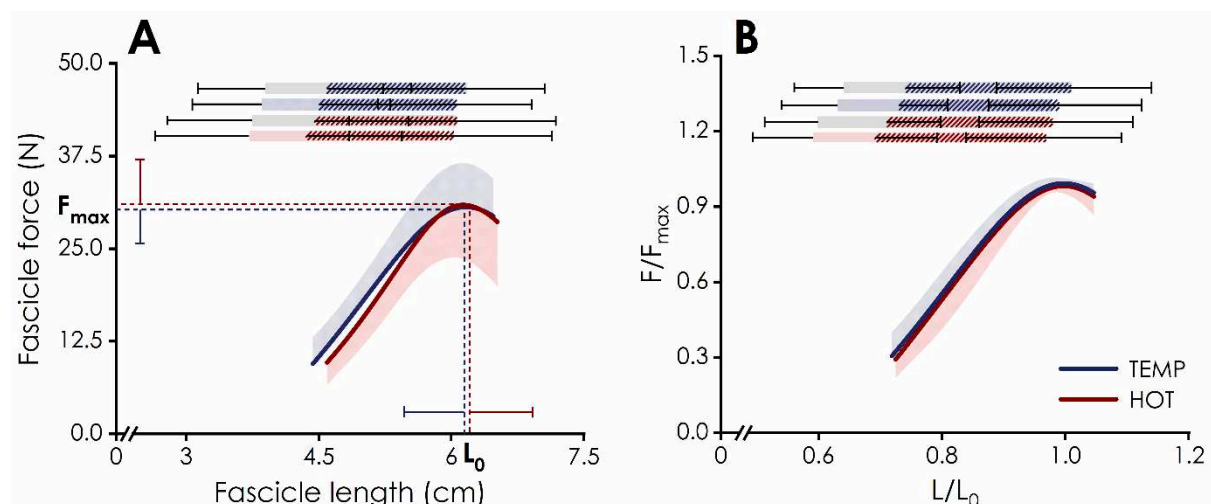 A
B
Fascicle force (N)
50.0
37.5
Fmax
25.0
12.5
0.0
0
3
4.5
6
L0
7.5
Fascicle length (cm)
F/Fmax
1.5
1.2
0.9
0.6
0.3
0.0
0
0.6
0.8
1.0
1.2
L/L0
TEMP
HOT